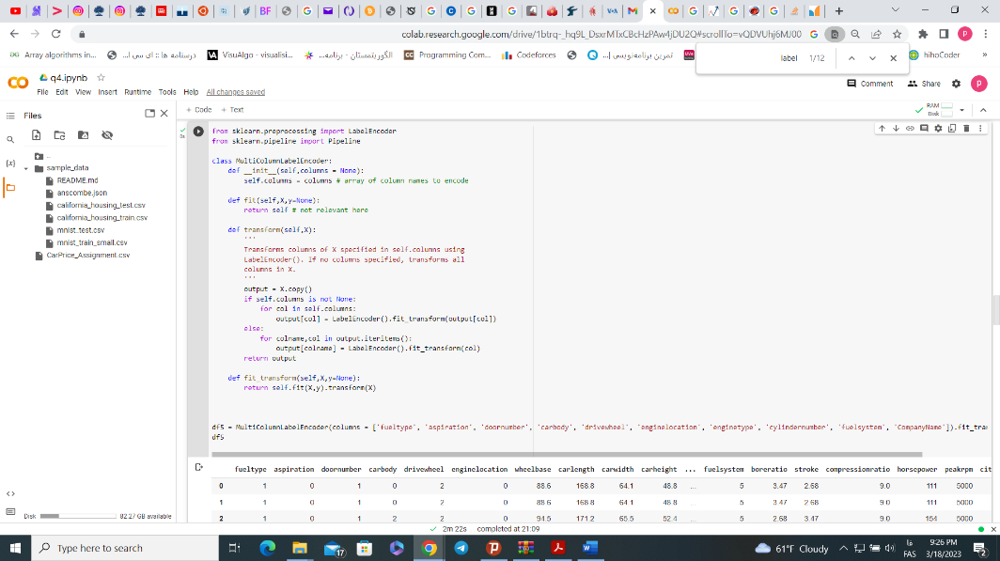 colab.research.google.com/drive/1btrq-_hq9L_DsxrMTxCBcHzPAw4jDU2Q#scrollTo=vQDVUhj6MJ00
Array algorithms in...
درسنامه ها :: ای سی ا...
VisuAlgo - visualisi...
الگوریتمستان - برنامه...
Programming Com...
Codeforces
تمرین برنامه‌نویسی |...
hihoCoder
»
label 1/12
q4.ipynb
File Edit View Insert Runtime Tools Help All changes saved
Comment Share
+ Code + Text
RAM
Disk
Files
..
sample_data
README.md
anscombe.json
california_housing_test.csv
california_housing_train.csv
mnist_test.csv
mnist_train_small.csv
CarPrice_Assignment.csv
Disk 82.27 GB available
0s
from sklearn.preprocessing import LabelEncoder
from sklearn.pipeline import Pipeline
class MultiColumnLabelEncoder:
def __init__(self,columns = None):
self.columns = columns # array of column names to encode
def fit(self,X,y=None):
return self # not relevant here
def transform(self,X):
'''
Transforms columns of X specified in self.columns using
LabelEncoder(). If no columns specified, transforms all
columns in X.
'''
output = X.copy()
if self.columns is not None:
for col in self.columns:
output[col] = LabelEncoder().fit_transform(output[col])
else:
for colname,col in output.iteritems():
output[colname] = LabelEncoder().fit_transform(col)
return output
def fit_transform(self,X,y=None):
return self.fit(X,y).transform(X)
df5 = MultiColumnLabelEncoder(columns = ['fueltype', 'aspiration', 'doornumber', 'carbody', 'drivewheel', 'enginelocation', 'enginetype', 'cylindernumber', 'fuelsystem', 'CompanyName']).fit_tra
df5
fueltype aspiration doornumber carbody drivewheel enginelocation wheelbase carlength carwidth carheight ... fuelsystem boreratio stroke compressionratio horsepower peakrpm cit
0 1 0 1 0 2 0 88.6 168.8 64.1 48.8 ... 5 3.47 2.68 9.0 111 5000
1 1 0 1 0 2 0 88.6 168.8 64.1 48.8 ... 5 3.47 2.68 9.0 111 5000
2 1 0 1 2 2 0 94.5 171.2 65.5 52.4 ... 5 2.68 3.47 9.0 154 5000
2m 22s completed at 21:09
Type here to search
17
61°F Cloudy
فا
FAS
9:26 PM
3/18/2023
2